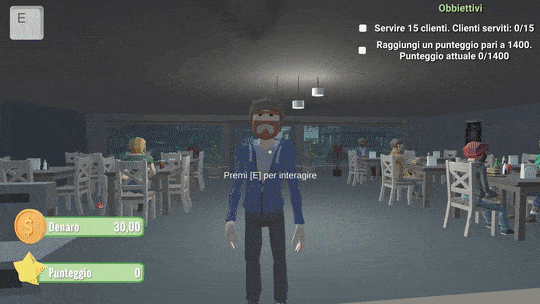 E
Obbiettivi
Servire 15 clienti. Clienti serviti: 0/15
Raggiungi un punteggio pari a 1400.
Punteggio attuale 0/1400
Premi [E] per interagire
Denaro 30,00
Punteggio 0